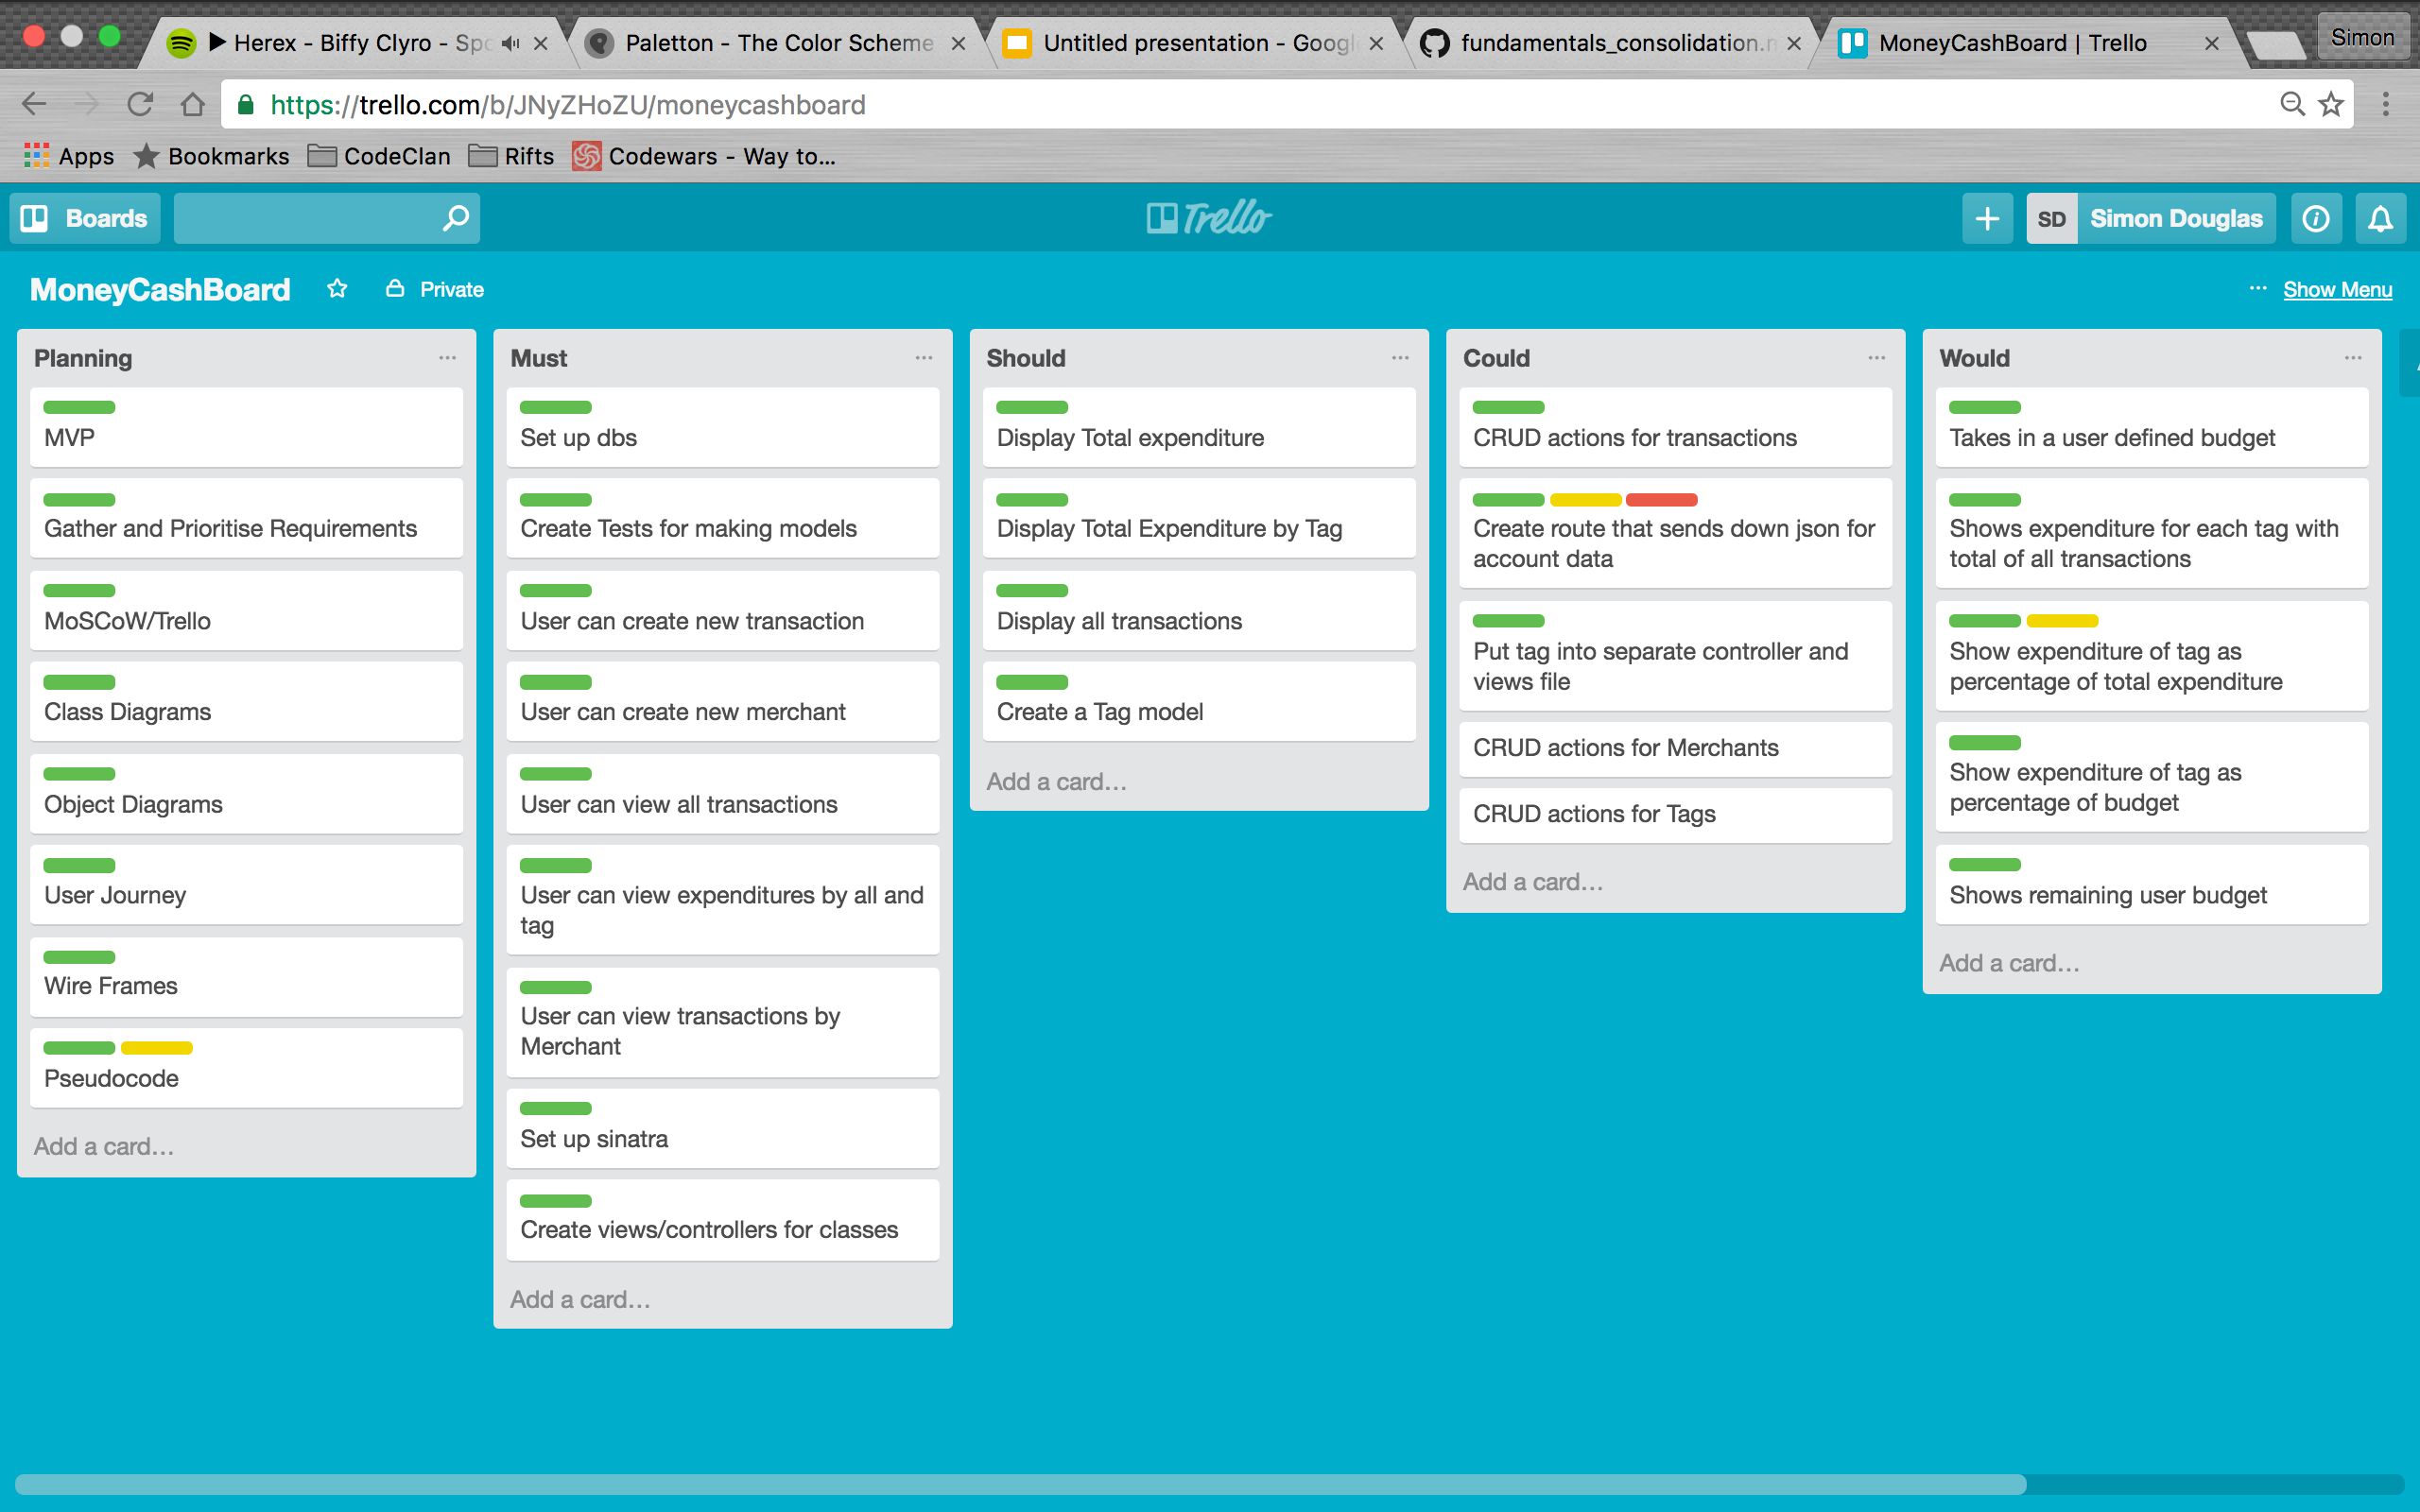 Herex - Biffy Clyro - Spo
Paletton - The Color Scheme
Untitled presentation - Googl
fundamentals_consolidation.r
MoneyCashBoard | Trello
Simon
https://trello.com/b/JNyZHoZU/moneycashboard
Apps
Bookmarks
CodeClan
Rifts
Codewars - Way to...
Boards
Trello
SD
Simon Douglas
MoneyCashBoard
Private
... Show Menu
Planning
MVP
Gather and Prioritise Requirements
MoSCoW/Trello
Class Diagrams
Object Diagrams
User Journey
Wire Frames
Pseudocode
Add a card...
Must
Set up dbs
Create Tests for making models
User can create new transaction
User can create new merchant
User can view all transactions
User can view expenditures by all and
tag
User can view transactions by
Merchant
Set up sinatra
Create views/controllers for classes
Add a card...
Should
Display Total expenditure
Display Total Expenditure by Tag
Display all transactions
Create a Tag model
Add a card...
Could
CRUD actions for transactions
Create route that sends down json for
account data
Put tag into separate controller and
views file
CRUD actions for Merchants
CRUD actions for Tags
Add a card...
Would
Takes in a user defined budget
Shows expenditure for each tag with
total of all transactions
Show expenditure of tag as
percentage of total expenditure
Show expenditure of tag as
percentage of budget
Shows remaining user budget
Add a card...